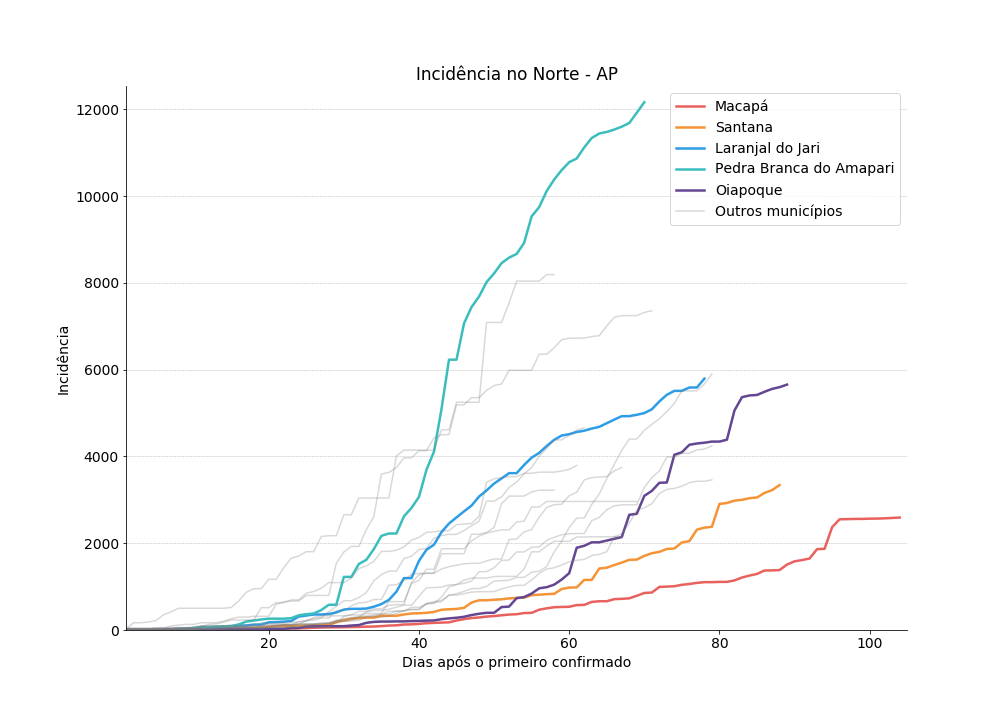 Incidência no Norte - AP
Macapá
Santana
Laranjal do Jari
Pedra Branca do Amapari
Oiapoque
Outros municípios
Incidência
12000
10000
8000
6000
4000
2000
0
20
40
60
80
100
Dias após o primeiro confirmado